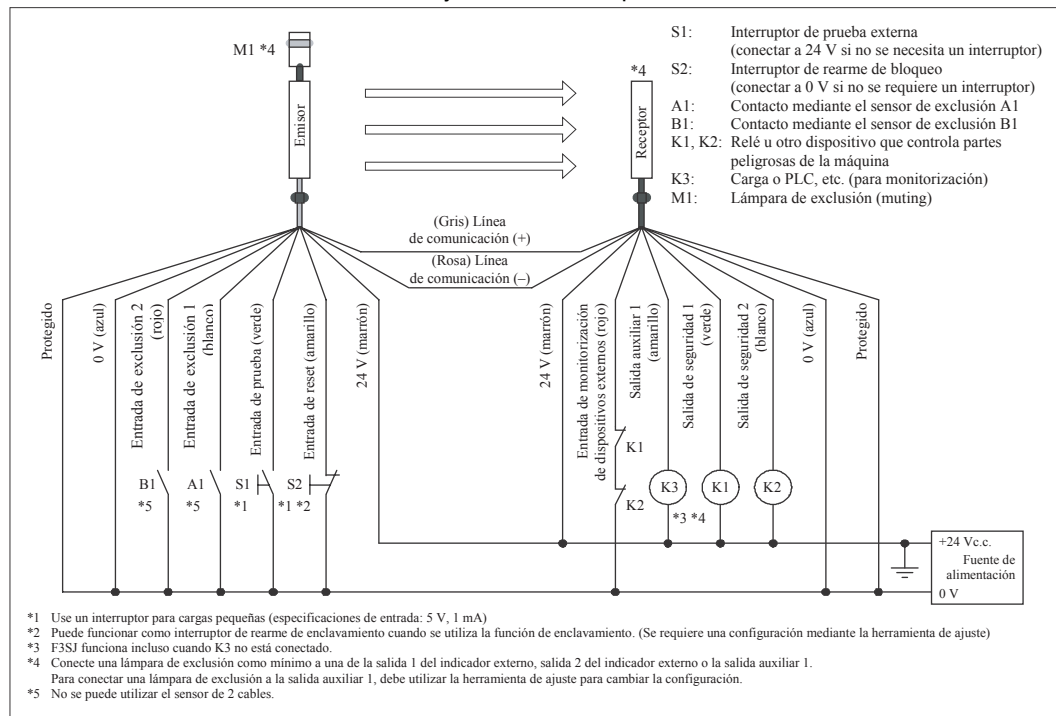 M1 *4
Emisor
*4
Receptor
S1: Interruptor de prueba externa
(conectar a 24 V si no se necesita un interruptor)
S2: Interruptor de rearme de bloqueo
(conectar a 0 V si no se requiere un interruptor)
A1: Contacto mediante el sensor de exclusión A1
B1: Contacto mediante el sensor de exclusión B1
K1, K2: Relé u otro dispositivo que controla partes
peligrosas de la máquina
K3: Carga o PLC, etc. (para monitorización)
M1: Lámpara de exclusión (muting)
(Gris) Línea
de comunicación (+)
(Rosa) Línea
de comunicación (–)
Protegido
0 V (azul)
Entrada de exclusión 2
(rojo)
Entrada de exclusión 1
(blanco)
Entrada de prueba (verde)
Entrada de reset (amarillo)
24 V (marrón)
24 V (marrón)
Entrada de monitorización
de dispositivos externos (rojo)
Salida auxiliar 1
(amarillo)
Salida de seguridad 1
(verde)
Salida de seguridad 2
(blanco)
0 V (azul)
Protegido
B1
*5
A1
*5
S1
*1
S2
*1 *2
K1
K2
K3
*3 *4
K1
K2
+24 Vc.c.
Fuente de
alimentación
0 V
*1 Use un interruptor para cargas pequeñas (especificaciones de entrada: 5 V, 1 mA)
*2 Puede funcionar como interruptor de rearme de enclavamiento cuando se utiliza la función de enclavamiento. (Se requiere una configuración mediante la herramienta de ajuste)
*3 F3SJ funciona incluso cuando K3 no está conectado.
*4 Conecte una lámpara de exclusión como mínimo a una de la salida 1 del indicador externo, salida 2 del indicador externo o la salida auxiliar 1.
Para conectar una lámpara de exclusión a la salida auxiliar 1, debe utilizar la herramienta de ajuste para cambiar la configuración.
*5 No se puede utilizar el sensor de 2 cables.